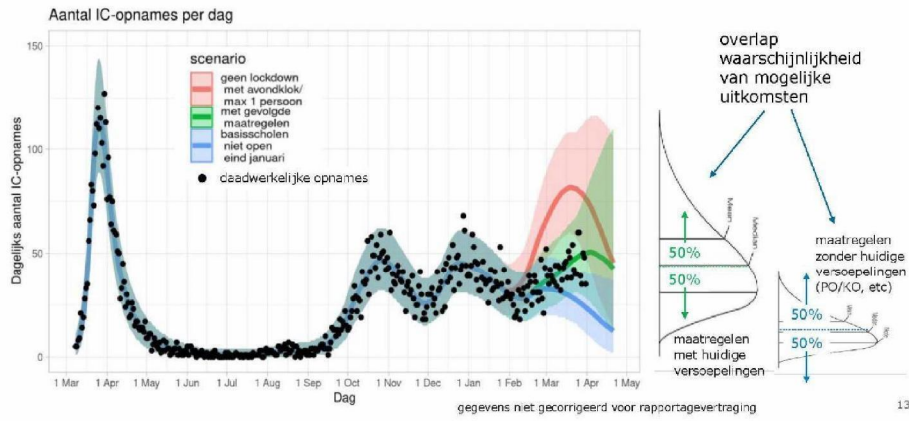 Aantal IC-opnames per dag
150
100
50
0
Dagelijks aantal IC-opnames
scenario
geen lockdown
met avondklok/
max 1 persoon
met gevolgde
maatregelen
basisscholen
niet open
eind januari
daadwerkelijke opnames
1 Mar 1 Apr 1 May 1 Jun 1 Jul 1 Aug 1 Sep 1 Oct 1 Nov 1 Dec 1 Jan 1 Feb 1 Mar 1 Apr 1 May
Dag
overlap
waarschijnlijkheid
van mogelijke
uitkomsten
Mean
Median
50%
50%
maatregelen
met huidige
versoepelingen
maatregelen
zonder huidige
versoepelingen
(PO/KO, etc)
50%
50%
gegevens niet gecorrigeerd voor rapportagevertraging
13